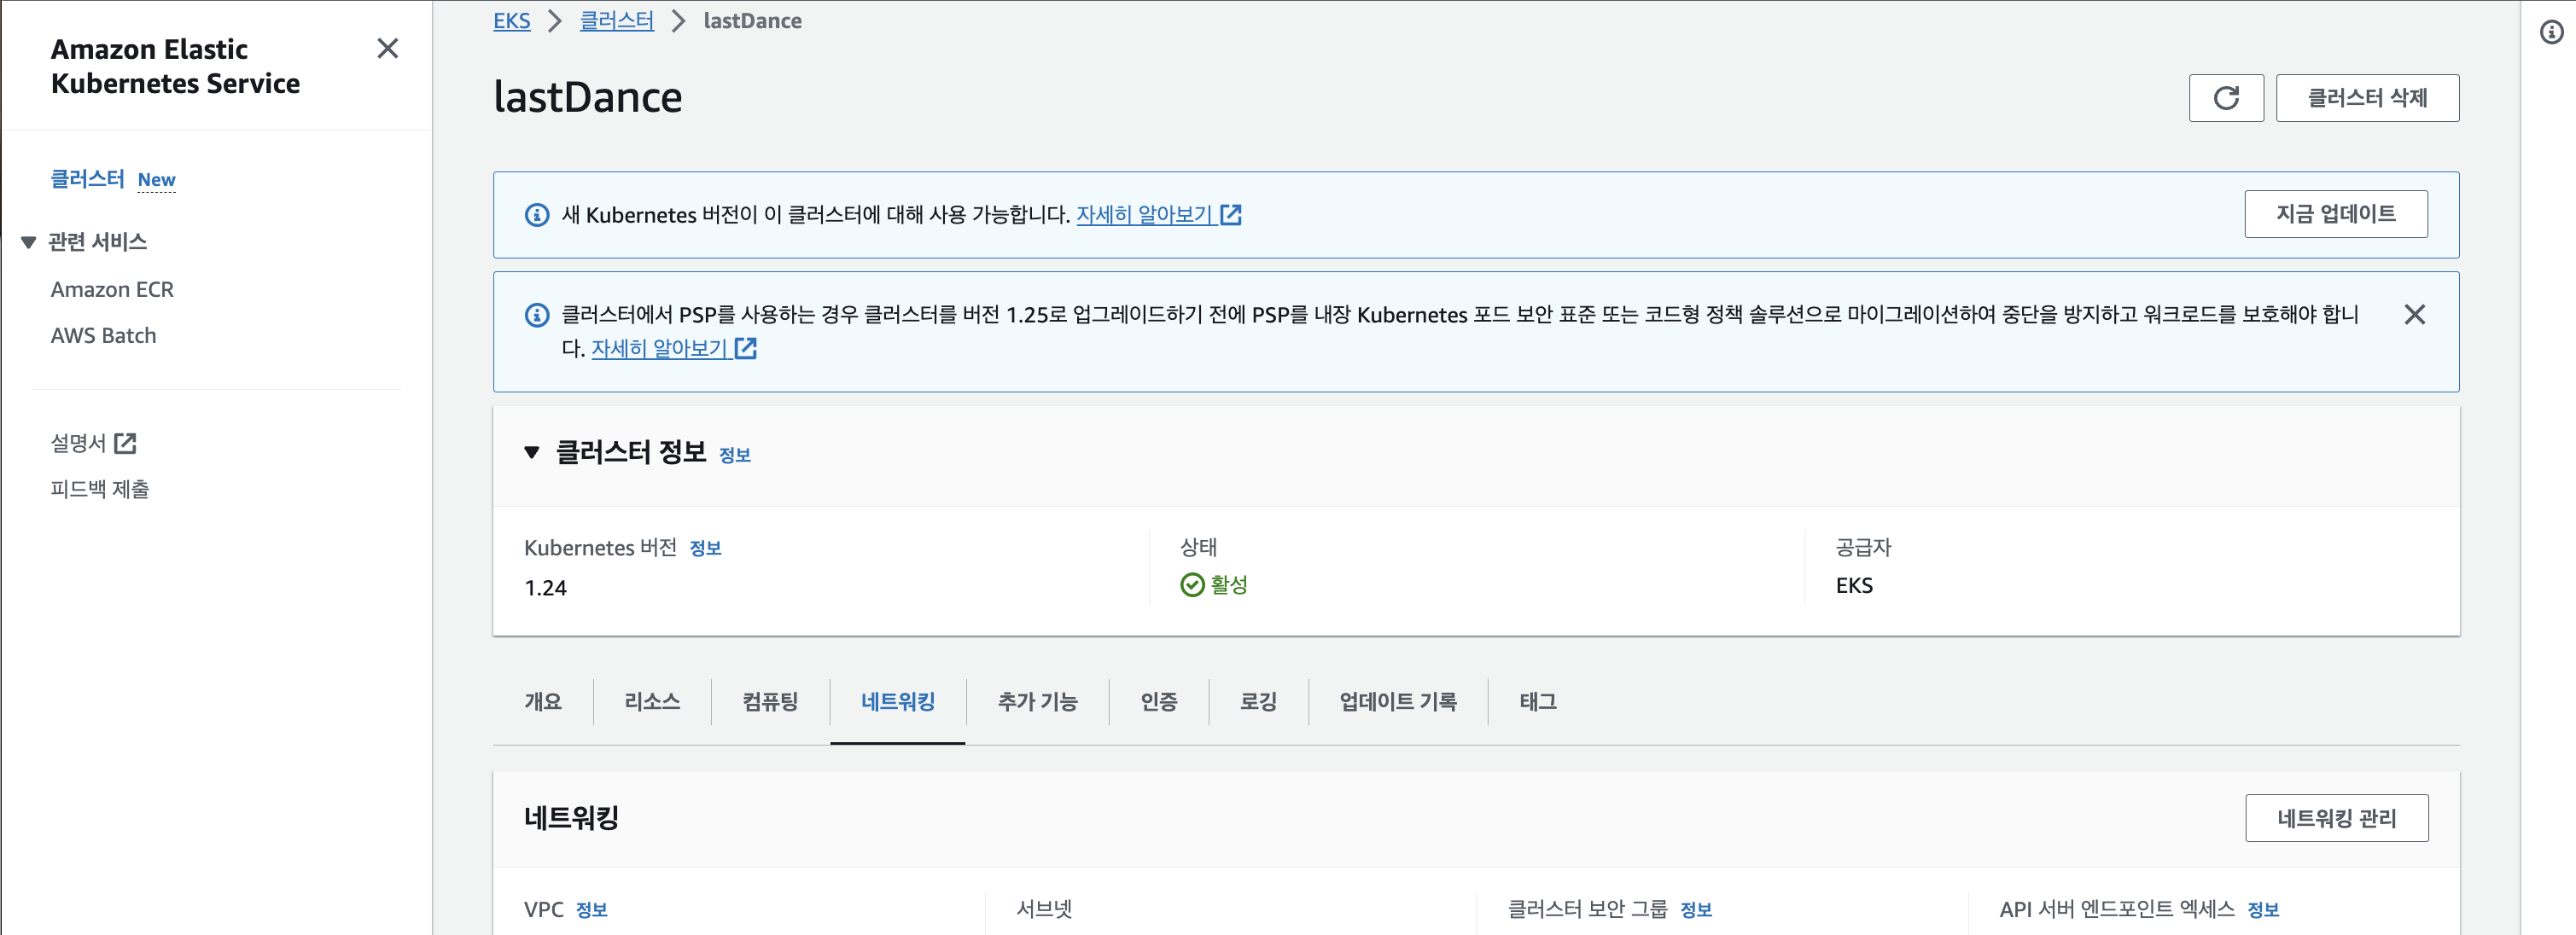 Amazon Elastic
Kubernetes Service
클러스터 New
관련 서비스
Amazon ECR
AWS Batch
설명서
피드백 제출
EKS > 클러스터 > lastDance
lastDance
클러스터 삭제
새 Kubernetes 버전이 이 클러스터에 대해 사용 가능합니다. 자세히 알아보기
지금 업데이트
클러스터에서 PSP를 사용하는 경우 클러스터를 버전 1.25로 업그레이드하기 전에 PSP를 내장 Kubernetes 포드 보안 표준 또는 코드형 정책 솔루션으로 마이그레이션하여 중단을 방지하고 워크로드를 보호해야 합니
다. 자세히 알아보기
클러스터 정보 정보
Kubernetes 버전 정보
1.24
상태
활성
공급자
EKS
개요 리소스 컴퓨팅 네트워킹 추가 기능 인증 로깅 업데이트 기록 태그
네트워킹
네트워킹 관리
VPC 정보
서브넷
클러스터 보안 그룹 정보
API 서버 엔드포인트 엑세스 정보